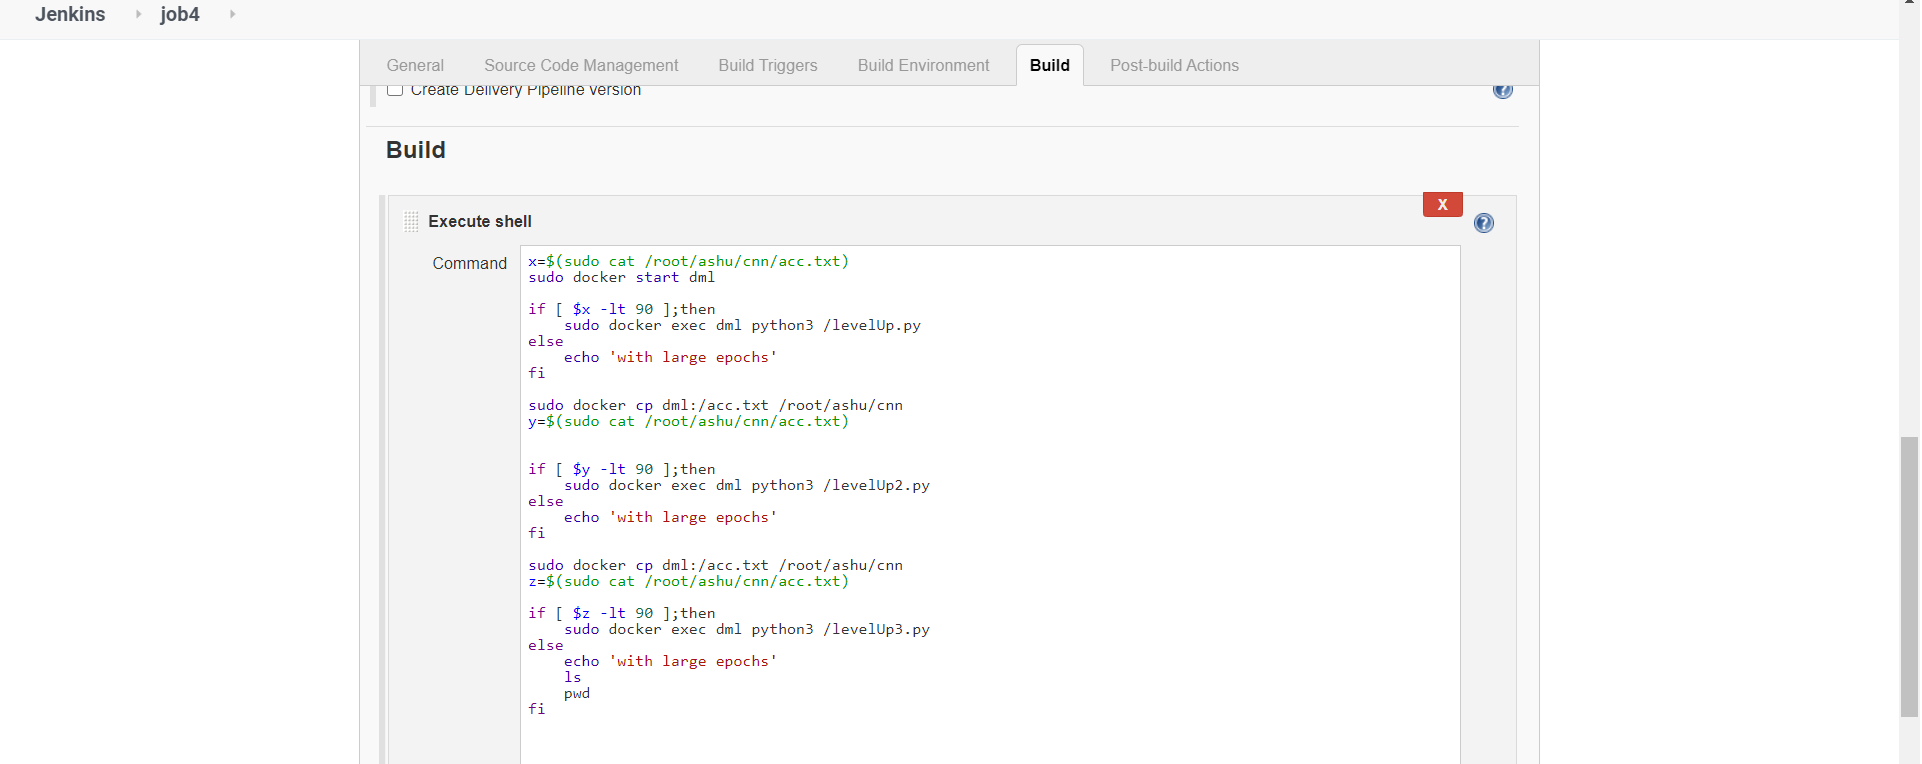 Jenkins job4
General Source Code Management Build Triggers Build Environment Build Post-build Actions
Create Delivery Pipeline version
?
Build
X
Execute shell
?
Command
x=$(sudo cat /root/ashu/cnn/acc.txt)
sudo docker start dml
if [ $x -lt 90 ];then
    sudo docker exec dml python3 /levelUp.py
else
    echo 'with large epochs'
fi
sudo docker cp dml:/acc.txt /root/ashu/cnn
y=$(sudo cat /root/ashu/cnn/acc.txt)
if [ $y -lt 90 ];then
    sudo docker exec dml python3 /levelUp2.py
else
    echo 'with large epochs'
fi
sudo docker cp dml:/acc.txt /root/ashu/cnn
z=$(sudo cat /root/ashu/cnn/acc.txt)
if [ $z -lt 90 ];then
    sudo docker exec dml python3 /levelUp3.py
else
    echo 'with large epochs'
    ls
    pwd
fi